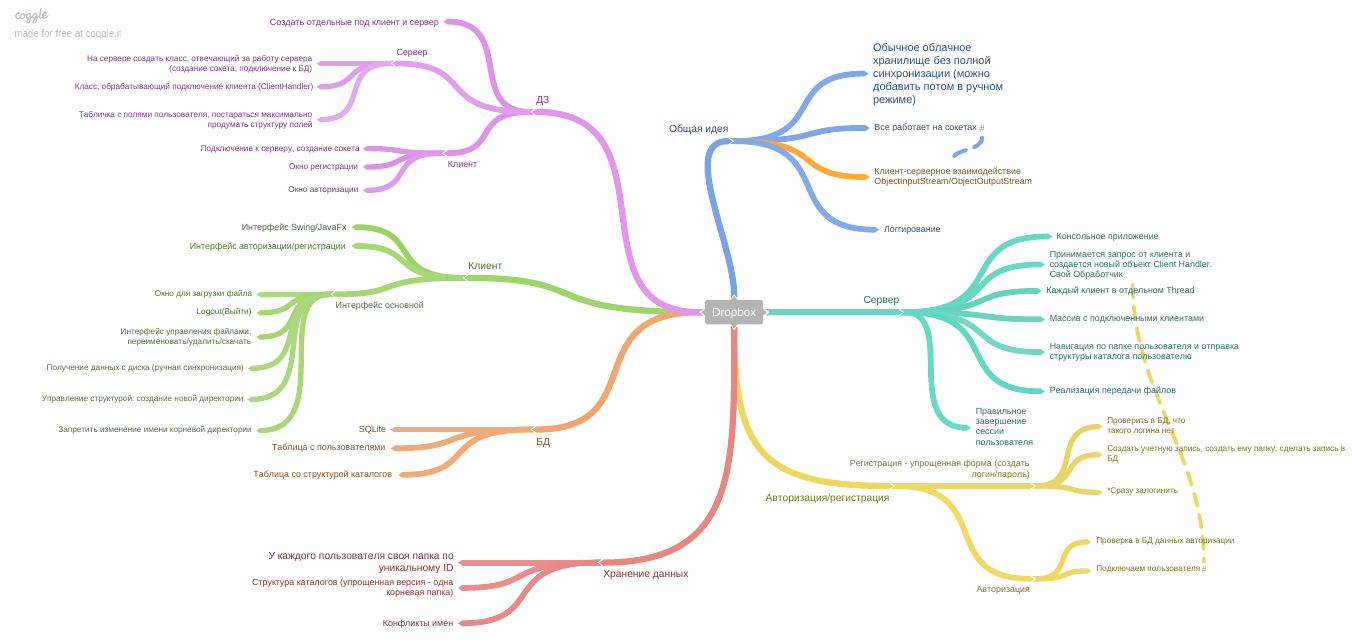 coggle
made for free at coggle.it
Создать отдельные под клиент и сервер
Сервер
На сервере создать класс, отвечающий за работу сервера
(создание сокета, подключение к БД)
Класс, обрабатывающий подключение клиента (ClientHandler)
Табличка с полями пользователя, постараться максимально
продумать структуру полей
ДЗ
Подключение к серверу, создание сокета
Окно регистрации
Окно авторизации
Клиент
Интерфейс Swing/JavaFx
Интерфейс авторизации/регистрации
Клиент
Окно для загрузки файла
Logout(Выйти)
Интерфейс управления файлами,
переименовать/удалить/скачать
Получение данных с диска (ручная синхронизация)
Управление структурой: создание новой директории
Запретить изменение имени корневой директории
Интерфейс основной
SQLite
Таблица с пользователями
Таблица со структурой каталогов
БД
У каждого пользователя своя папка по
уникальному ID
Структура каталогов (упрощенная версия - одна
корневая папка)
Конфликты имен
Хранение данных
Dropbox
Общая идея
Обычное облачное
хранилище без полной
синхронизации (можно
добавить потом в ручном
режиме)
Все работает на сокетах #
Клиент-серверное взаимодействие
ObjectInputStream/ObjectOutputStream
Логгирование
Сервер
Консольное приложение
Принимается запрос от клиента и
создается новый объект Client Handler.
Свой Обработчик
Каждый клиент в отдельном Thread
Массив с подключенными клиентами
Навигация по папке пользователя и отправка
структуры каталога пользователю
Реализация передачи файлов
Правильное
завершение
сессии
пользователя
Авторизация/регистрация
Регистрация - упрощенная форма (создать
логин/пароль)
Проверить в БД, что
такого логина нет
Создать учетную запись, создать ему папку, сделать запись в
БД
*Сразу залогинить
Авторизация
Проверка в БД данных авторизации
Подключаем пользователя #